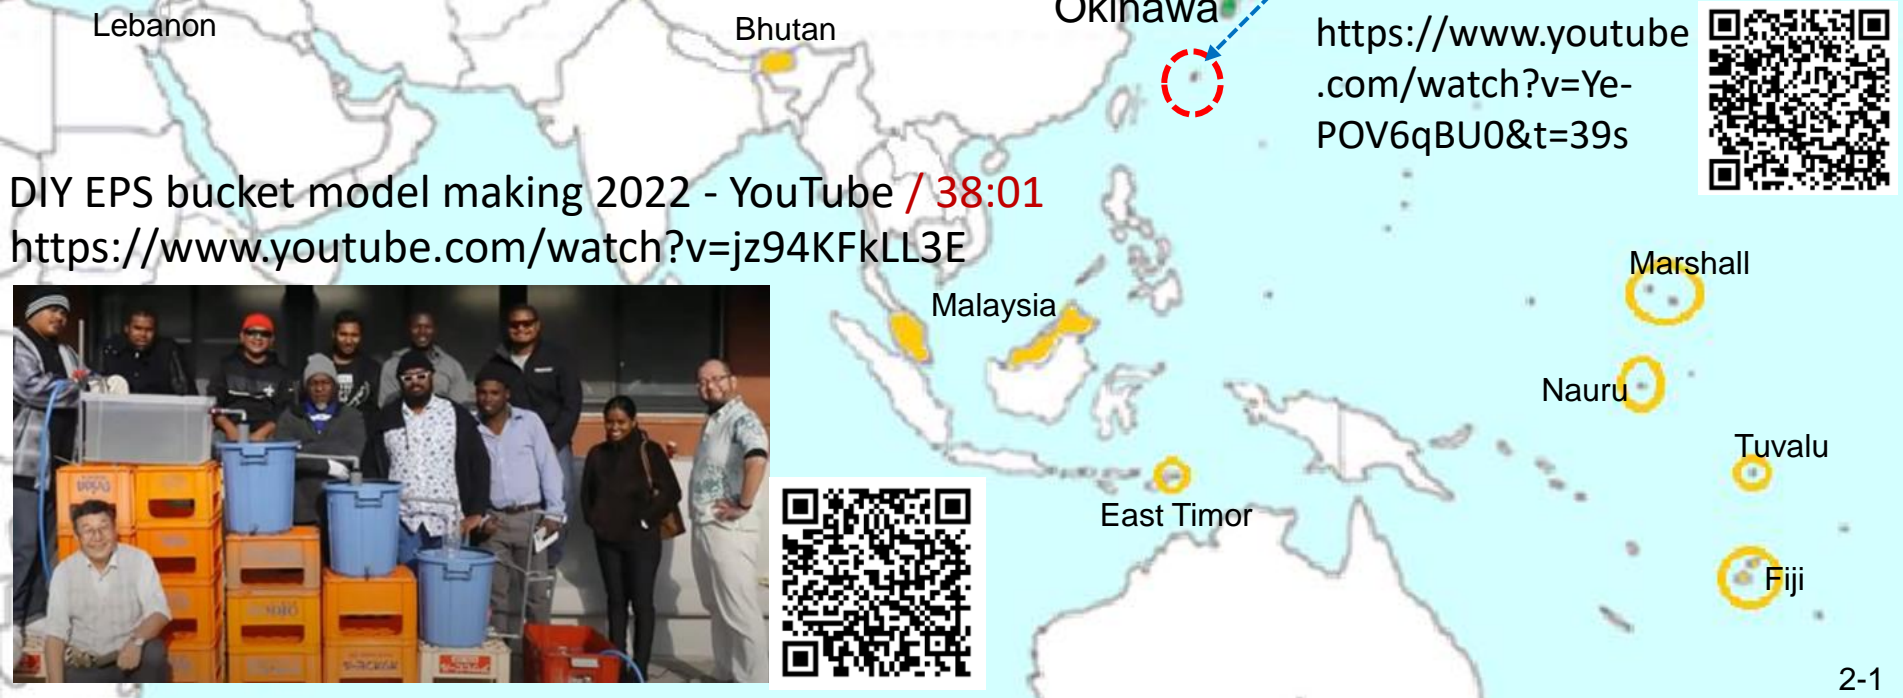 Lebanon
Bhutan
Okinawa
https://www.youtube
.com/watch?v=Ye-
POV6qBU0&t=39s
DIY EPS bucket model making 2022 - YouTube / 38:01
https://www.youtube.com/watch?v=jz94KFkLL3E
Marshall
Malaysia
Nauru
Tuvalu
East Timor
Fiji
2-1